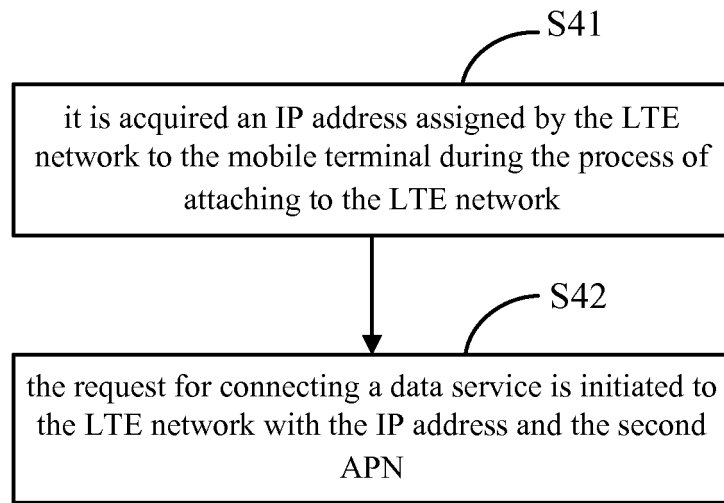 S41
it is acquired an IP address assigned by the LTE
network to the mobile terminal during the process of
attaching to the LTE network
S42
the request for connecting a data service is initiated to
the LTE network with the IP address and the second
APN